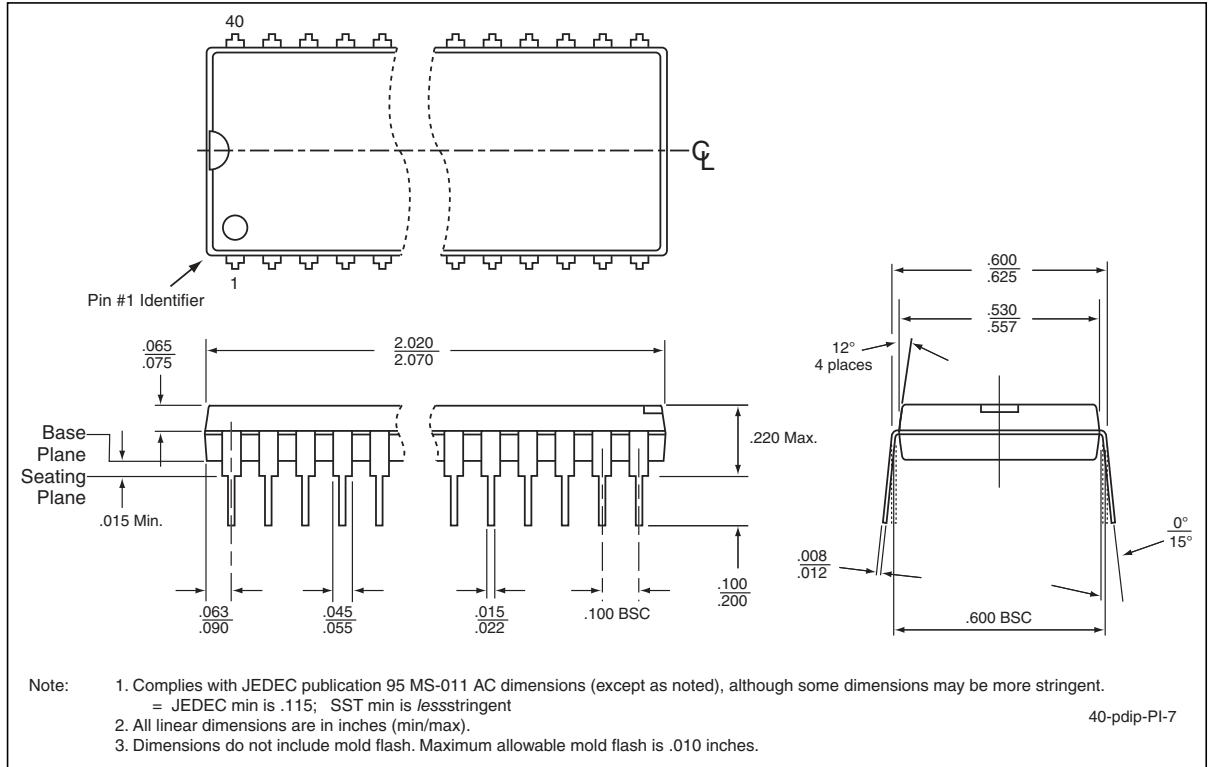 40
C
L
1
Pin #1 Identifier
.600
.625
.530
.557
12°
4 places
.065
.075
2.020
2.070
Base
Plane
Seating
Plane
.015 Min.
.220 Max.
.063
.090
.045
.055
.015
.022
.100 BSC
.100
.200
.008
.012
0°
15°
.600 BSC
Note: 1. Complies with JEDEC publication 95 MS-011 AC dimensions (except as noted), although some dimensions may be more stringent.
= JEDEC min is .115; SST min is lessstringent
2. All linear dimensions are in inches (min/max).
3. Dimensions do not include mold flash. Maximum allowable mold flash is .010 inches.
40-pdip-PI-7